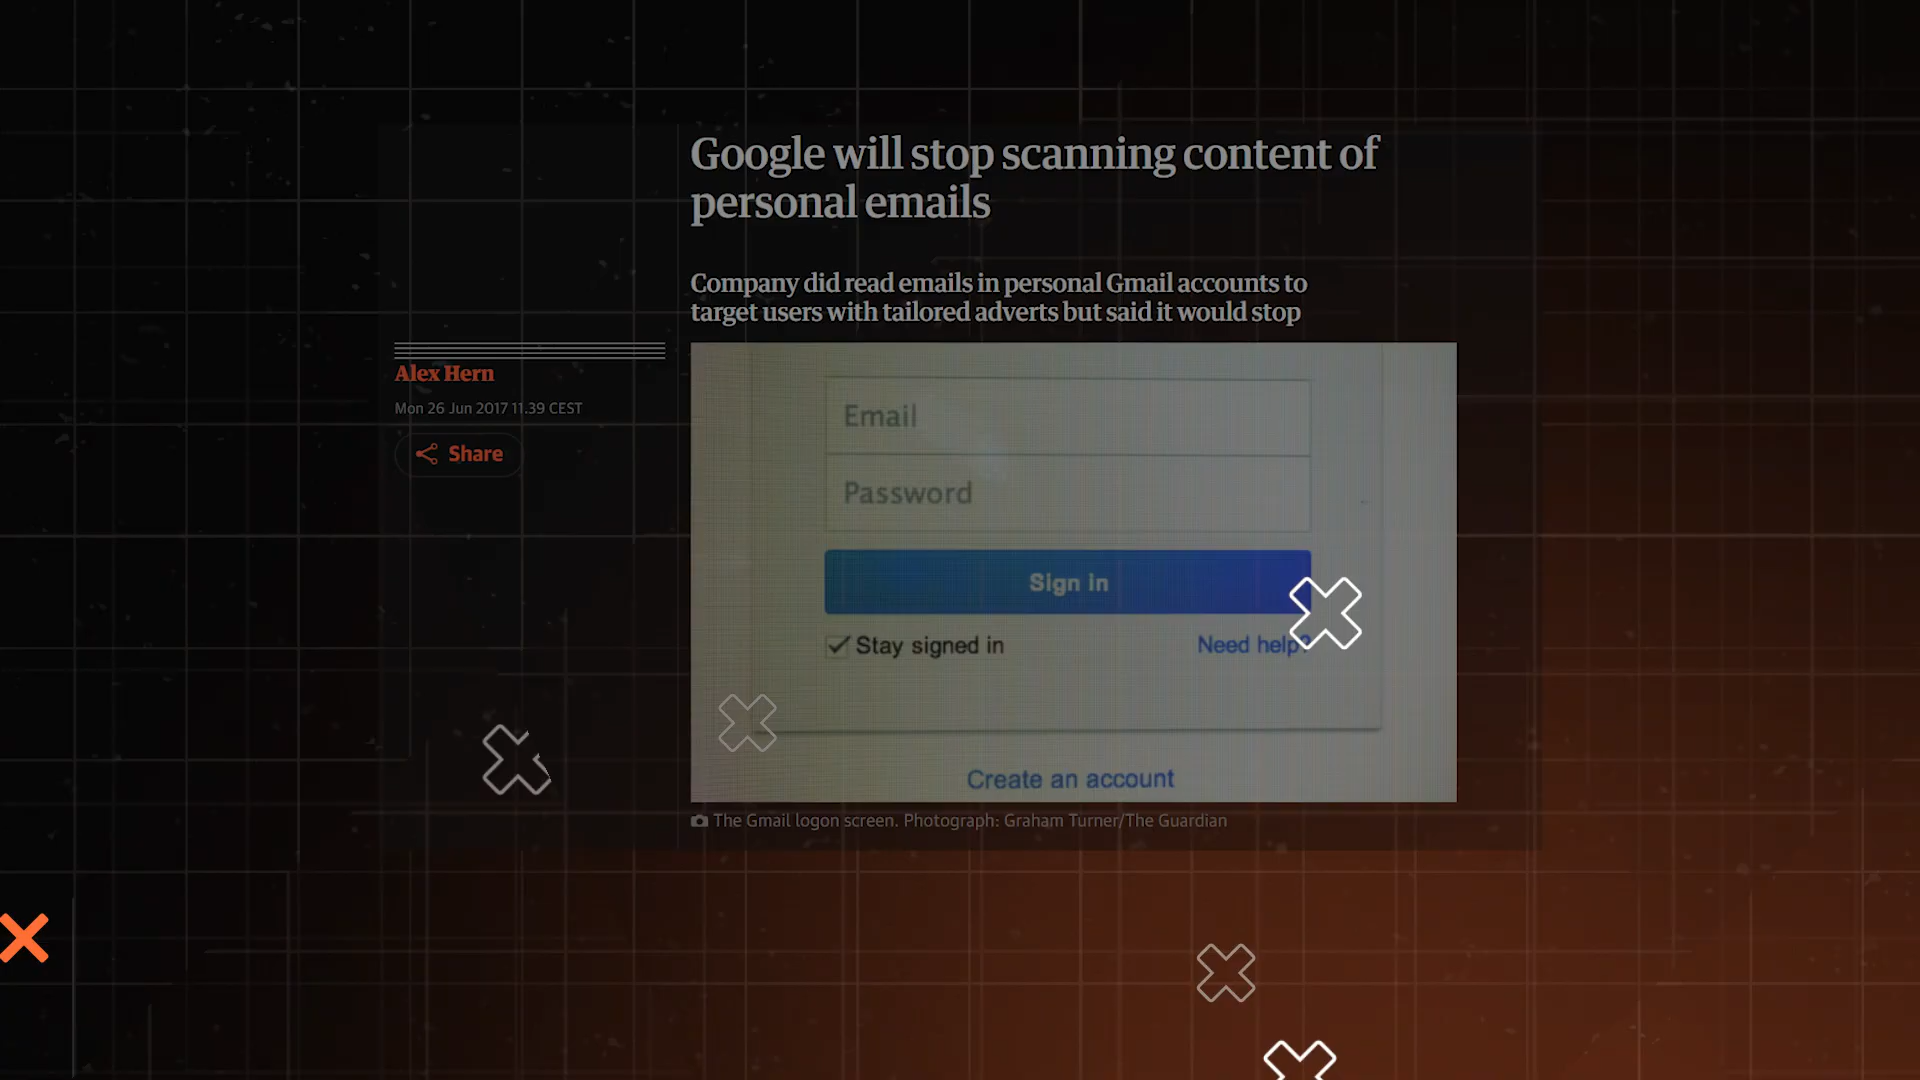 Google will stop scanning content of
personal emails
Company did read emails in personal Gmail accounts to
target users with tailored adverts but said it would stop
Alex Hern
Mon 26 Jun 2017 11.39 CEST
Share
Email
Password
Sign in
Stay signed in
Need help?
Create an account
The Gmail logon screen. Photograph: Graham Turner/The Guardian